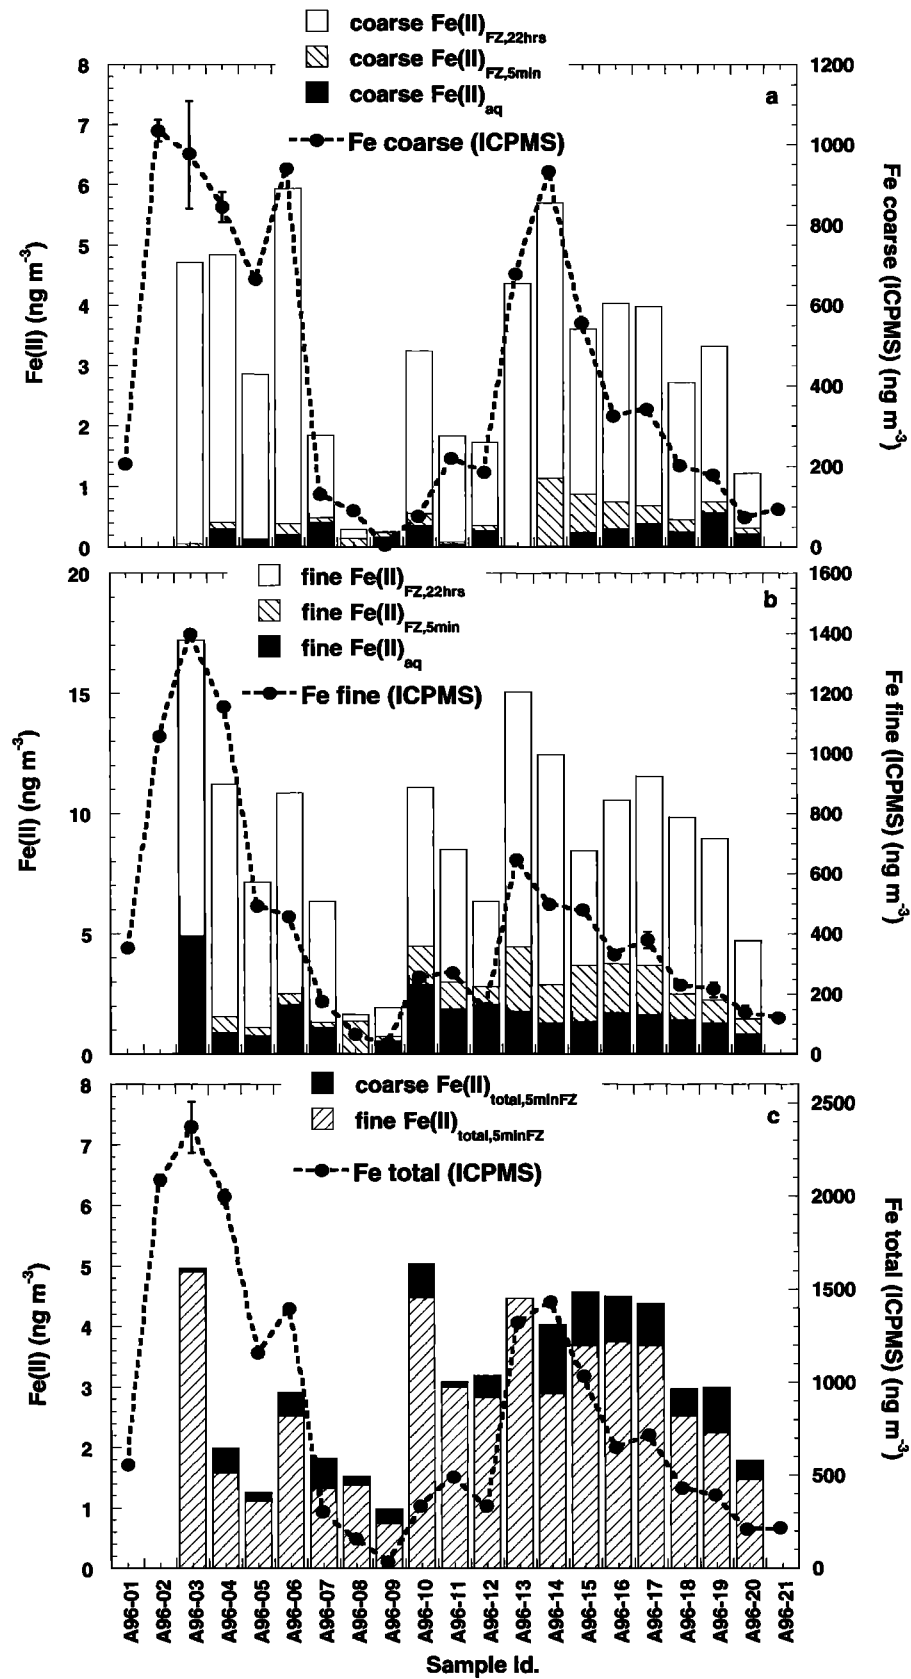 coarse Fe(II)FZ,22hrs
coarse Fe(II)FZ,5min
coarse Fe(II)aq
Fe coarse (ICPMS)
a
8
7
6
5
4
3
2
1
0
Fe(II) (ng m-3)
1200
1000
800
600
400
200
0
Fe coarse (ICPMS) (ng m-3)
fine Fe(II)FZ,22hrs
fine Fe(II)FZ,5min
fine Fe(II)aq
Fe fine (ICPMS)
b
20
15
10
5
0
Fe(II) (ng m-3)
1600
1400
1200
1000
800
600
400
200
0
Fe fine (ICPMS) (ng m-3)
coarse Fe(II)total,5minFZ
fine Fe(II)total,5minFZ
Fe total (ICPMS)
c
8
7
6
5
4
3
2
1
0
Fe(II) (ng m-3)
2500
2000
1500
1000
500
0
Fe total (ICPMS) (ng m-3)
A96-01
A96-02
A96-03
A96-04
A96-05
A96-06
A96-07
A96-08
A96-09
A96-10
A96-11
A96-12
A96-13
A96-14
A96-15
A96-16
A96-17
A96-18
A96-19
A96-20
A96-21
Sample Id.